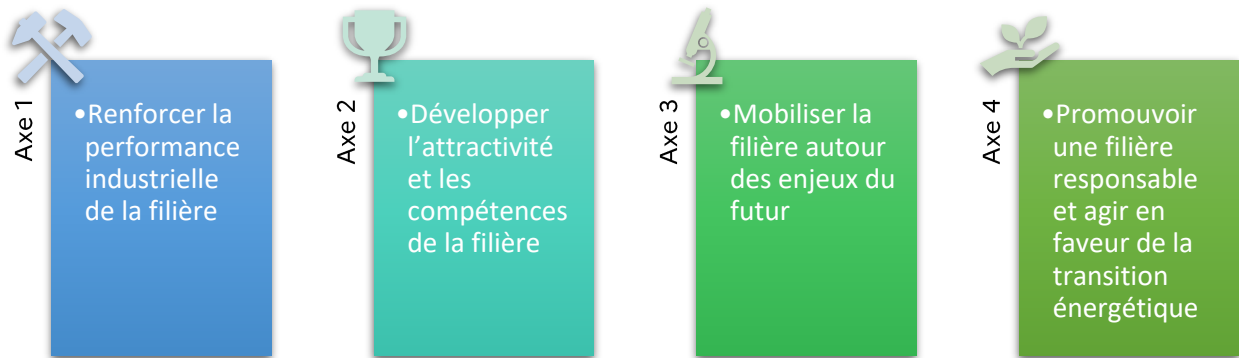 Axe 1
•Renforcer la
performance
industrielle
de la filière
Axe 2
•Développer
l’attractivité
et les
compétences
de la filière
Axe 3
•Mobiliser la
filière autour
des enjeux du
futur
Axe 4
•Promouvoir
une filière
responsable
et agir en
faveur de la
transition
énergétique